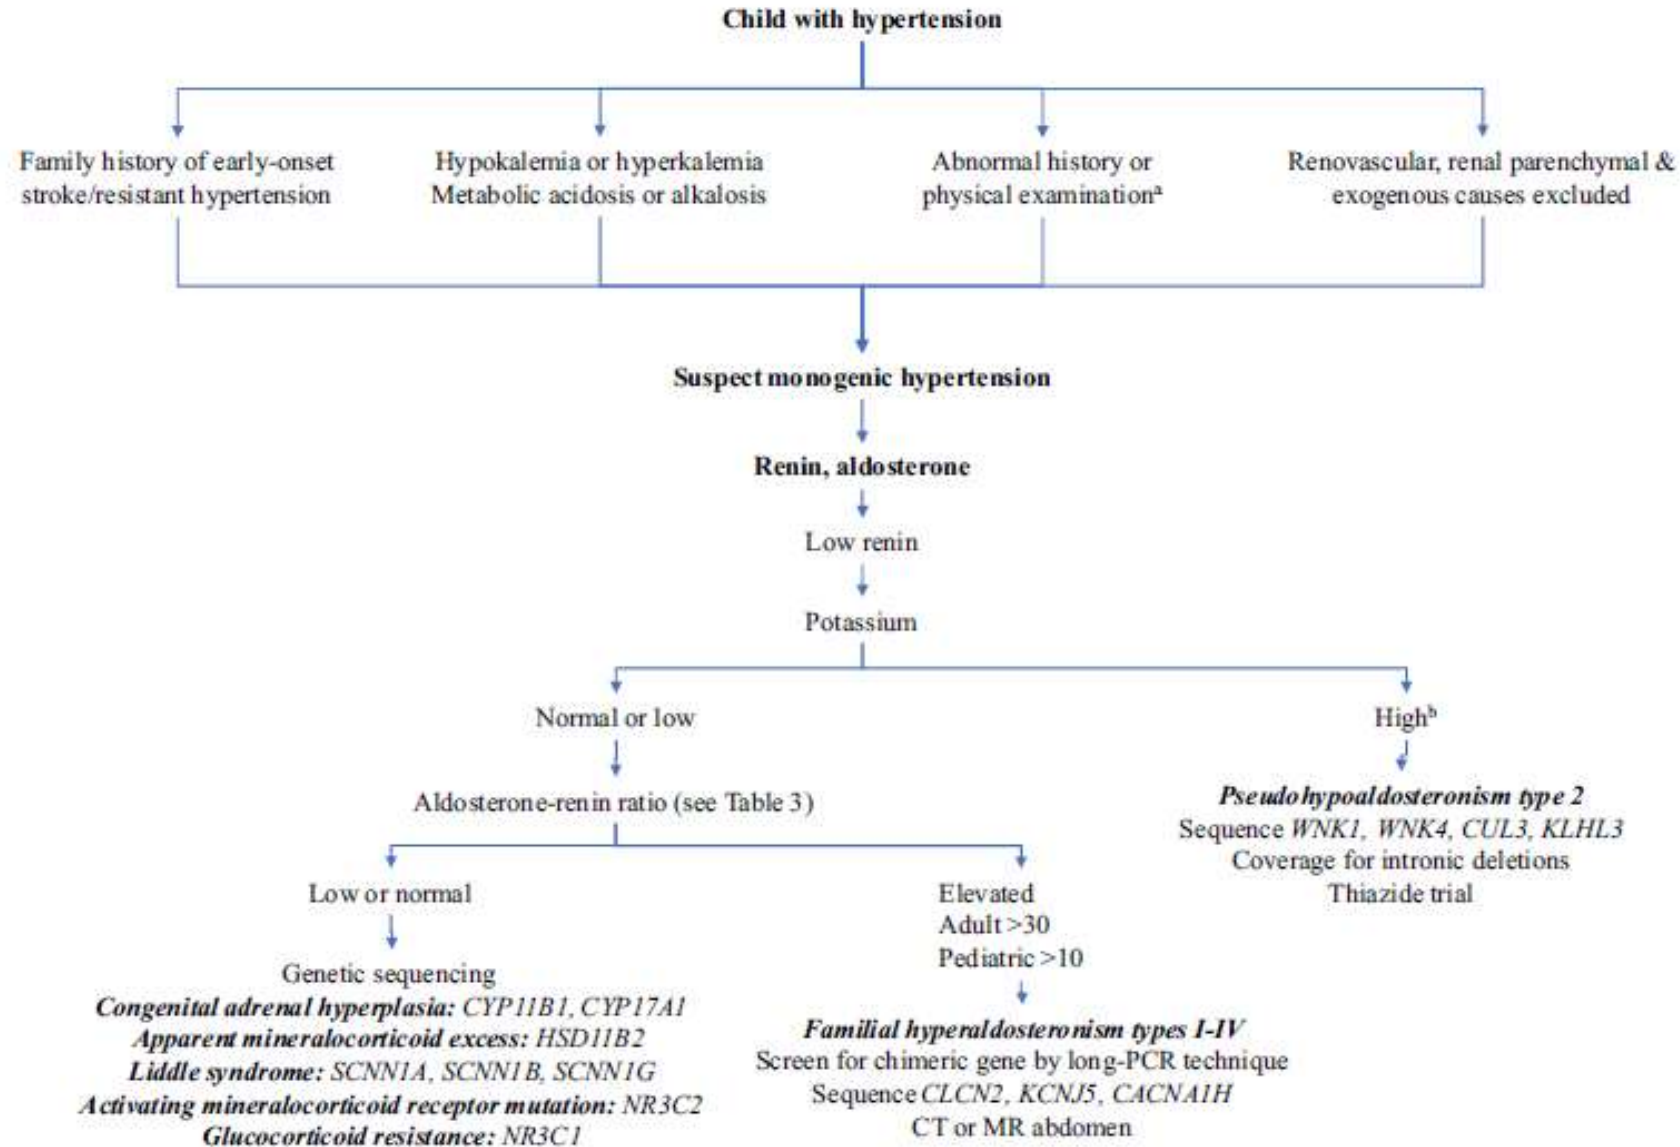 Child with hypertension
Family history of early-onset
stroke/resistant hypertension
Hypokalemia or hyperkalemia
Metabolic acidosis or alkalosis
Abnormal history or
physical examinationᵃ
Renovascular, renal parenchymal &
exogenous causes excluded
Suspect monogenic hypertension
Renin, aldosterone
Low renin
Potassium
Normal or low
Highᵇ
Aldosterone-renin ratio (see Table 3)
Pseudohypoaldosteronism type 2
Sequence WNK1, WNK4, CUL3, KLHL3
Coverage for intronic deletions
Thiazide trial
Low or normal
Elevated
Adult >30
Pediatric >10
Genetic sequencing
Congenital adrenal hyperplasia: CYP11B1, CYP17A1
Apparent mineralocorticoid excess: HSD11B2
Liddle syndrome: SCNN1A, SCNN1B, SCNN1G
Activating mineralocorticoid receptor mutation: NR3C2
Glucocorticoid resistance: NR3C1
Familial hyperaldosteronism types I-IV
Screen for chimeric gene by long-PCR technique
Sequence CLCN2, KCNJ5, CACNA1H
CT or MR abdomen